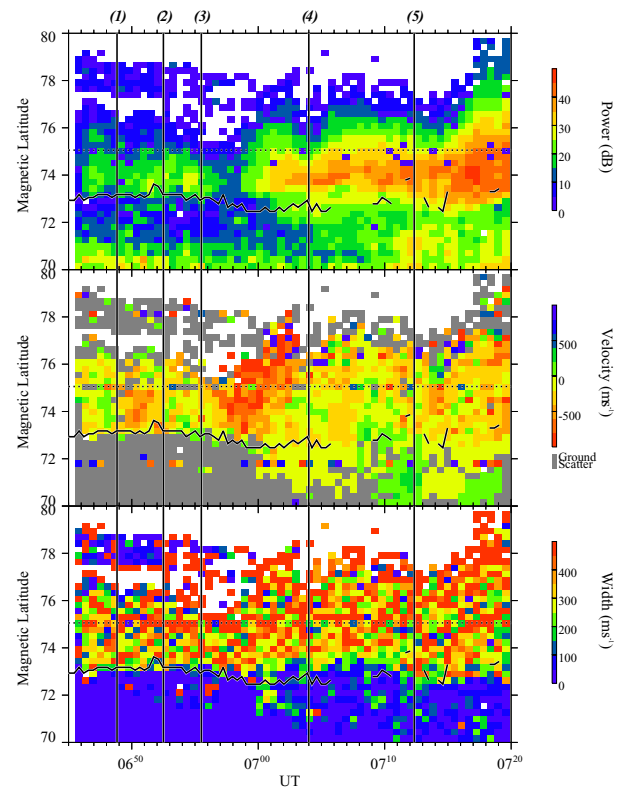 (1) (2) (3) (4) (5)
80
78
76
74
72
70
Magnetic Latitude
40
30
20
10
0
Power (dB)
80
78
76
74
72
70
Magnetic Latitude
500
0
-500
Velocity (ms⁻¹)
Ground
Scatter
80
78
76
74
72
70
Magnetic Latitude
400
300
200
100
0
Width (ms⁻¹)
06⁵⁰ 07⁰⁰ 07¹⁰ 07²⁰
UT